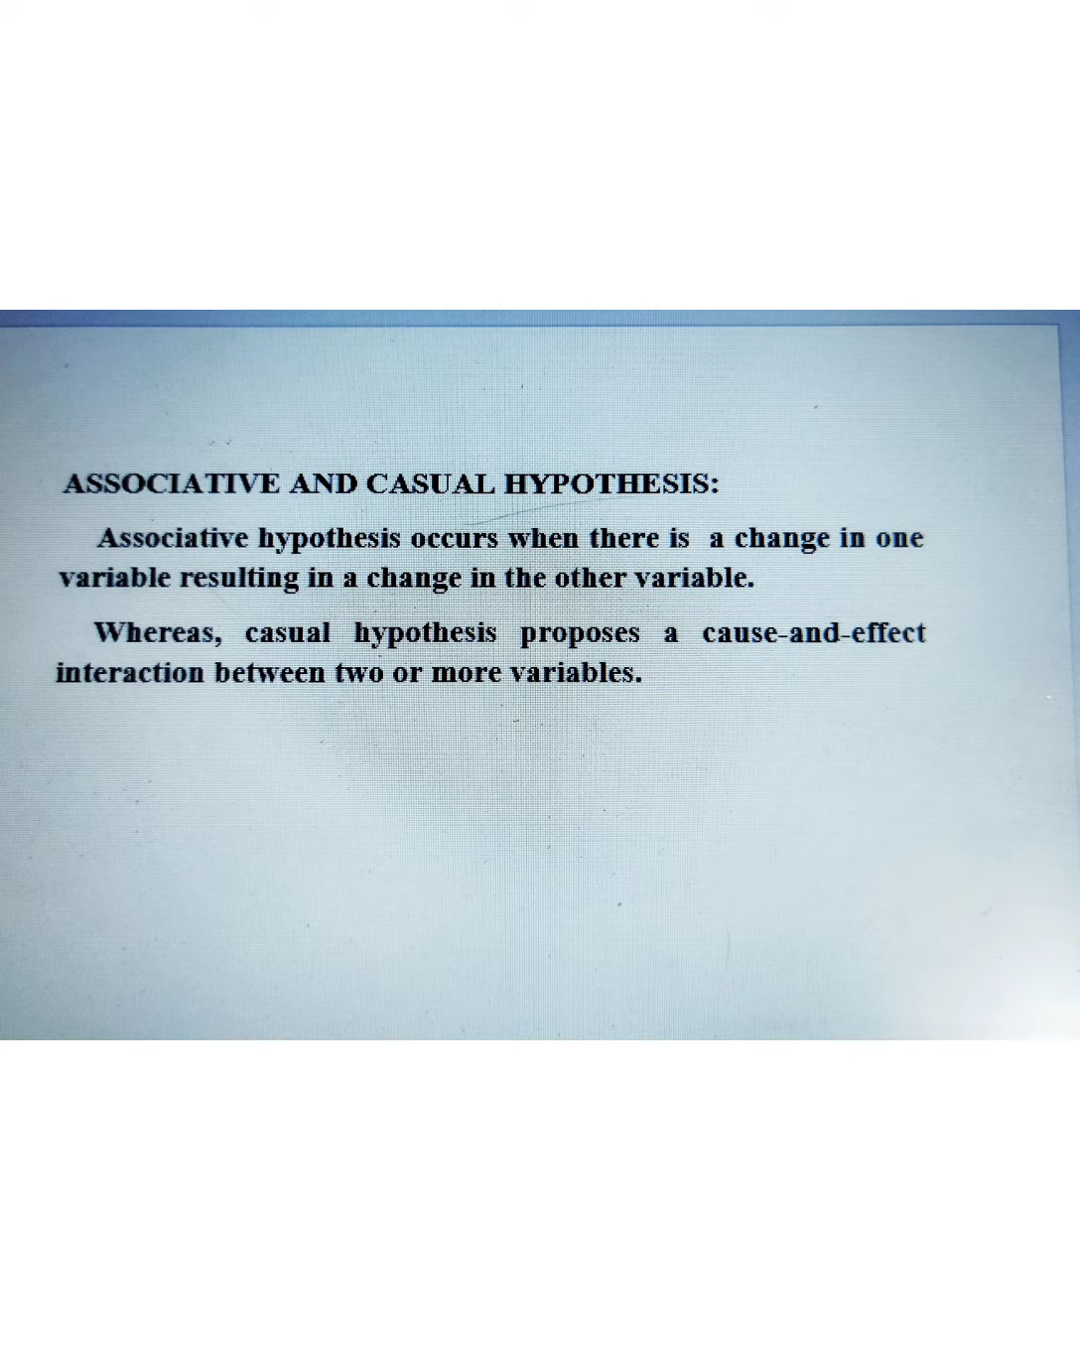 ASSOCIATIVE AND CASUAL HYPOTHESIS:
Associative hypothesis occurs when there is a change in one
variable resulting in a change in the other variable.
Whereas, casual hypothesis proposes a cause-and-effect
interaction between two or more variables.